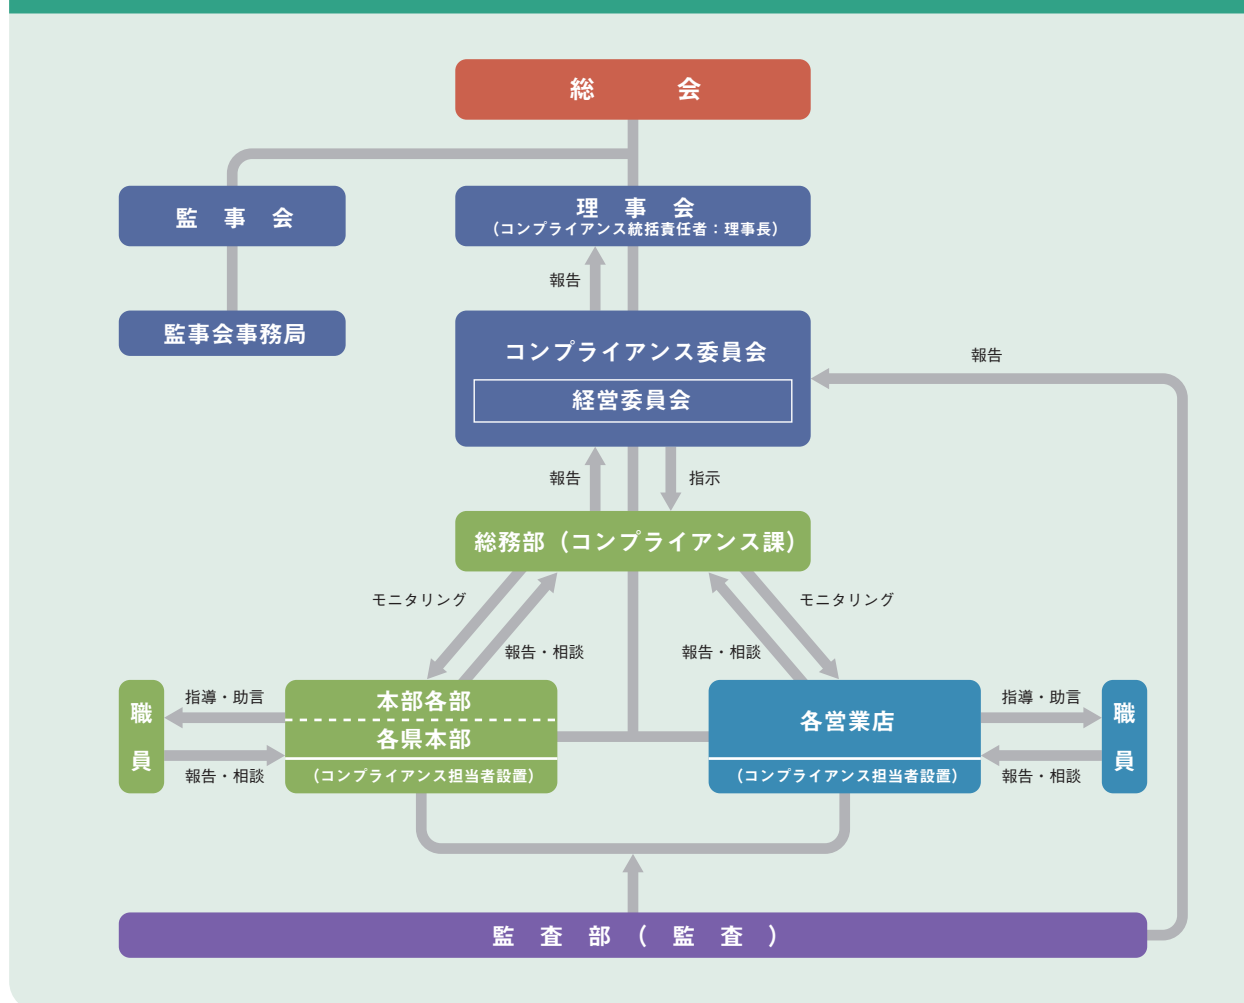 総会
監事会
理事会
（コンプライアンス統括責任者：理事長）
報告
監事会事務局
コンプライアンス委員会
経営委員会
報告
報告
指示
総務部（コンプライアンス課）
モニタリング
モニタリング
報告・相談
報告・相談
職員
指導・助言
報告・相談
本部各部
各県本部
（コンプライアンス担当者設置）
各営業店
（コンプライアンス担当者設置）
指導・助言
報告・相談
職員
監査部（監査）